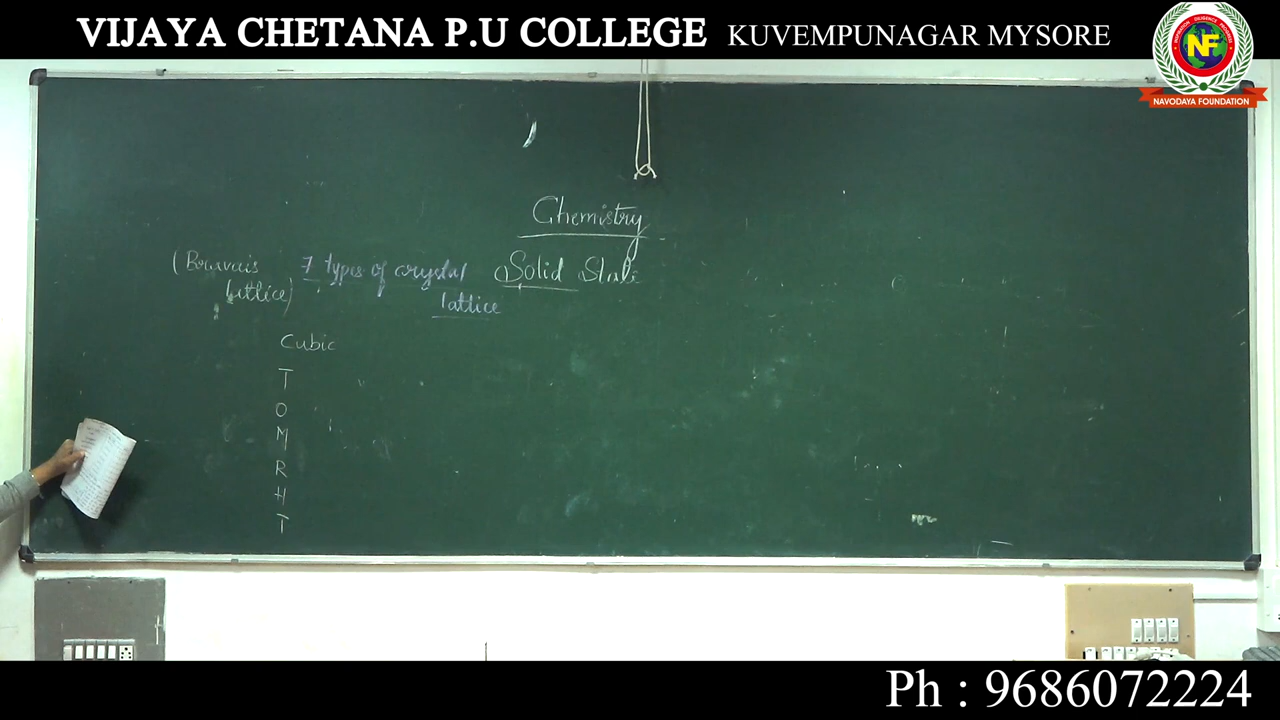 VIJAYA CHETANA P.U COLLEGE KUVEMPUNAGAR MYSORE
NF
NAVODAYA FOUNDATION
Chemistry
(Bravais 7 types of crystal Solid State
lattice) lattice
Cubic
T
O
M
R
H
T
Ph : 9686072224